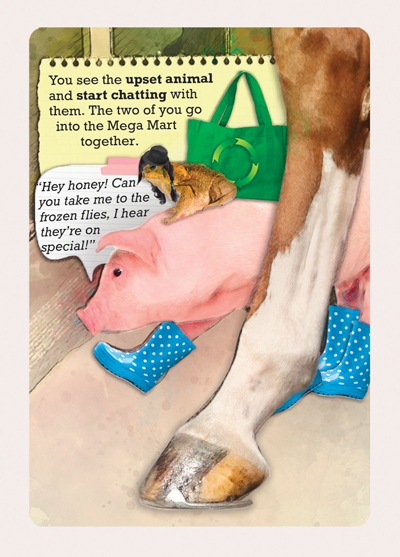 You see the upset animal
and start chatting with
them. The two of you go
into the Mega Mart
together.
“Hey honey! Can
you take me to the
frozen flies, I hear
they’re on
special!”